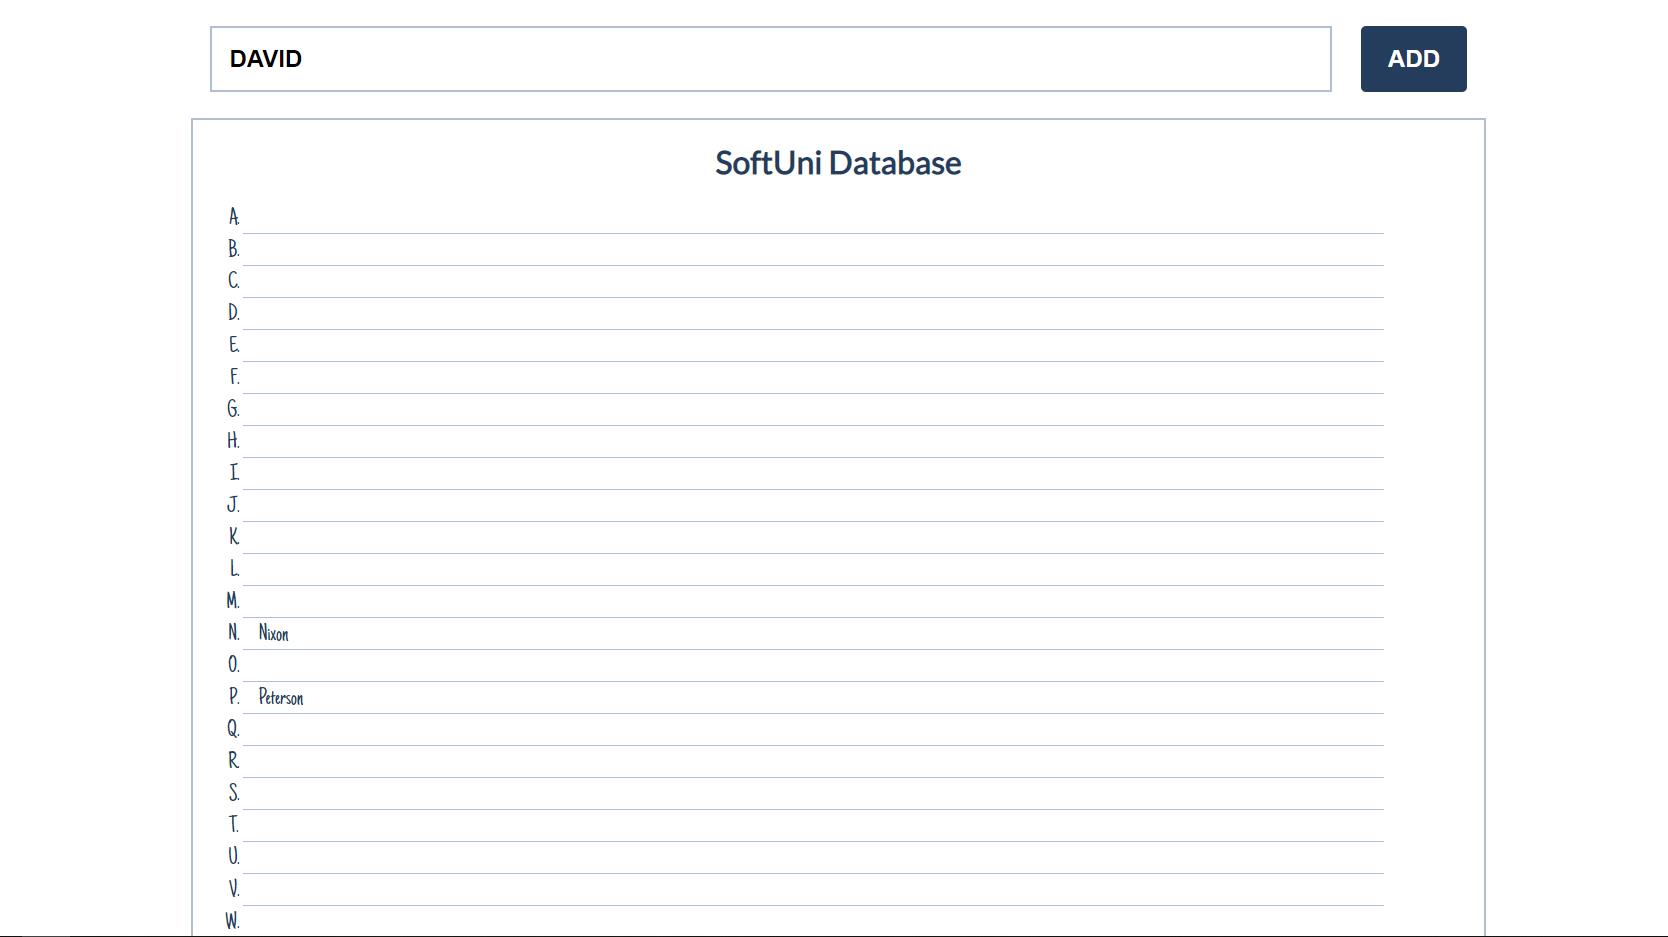 DAVID
ADD
SoftUni Database
A.
B.
C.
D.
E.
F.
G.
H.
I.
J.
K.
L.
M.
N. Nixon
O.
P. Peterson
Q.
R.
S.
T.
U.
V.
W.